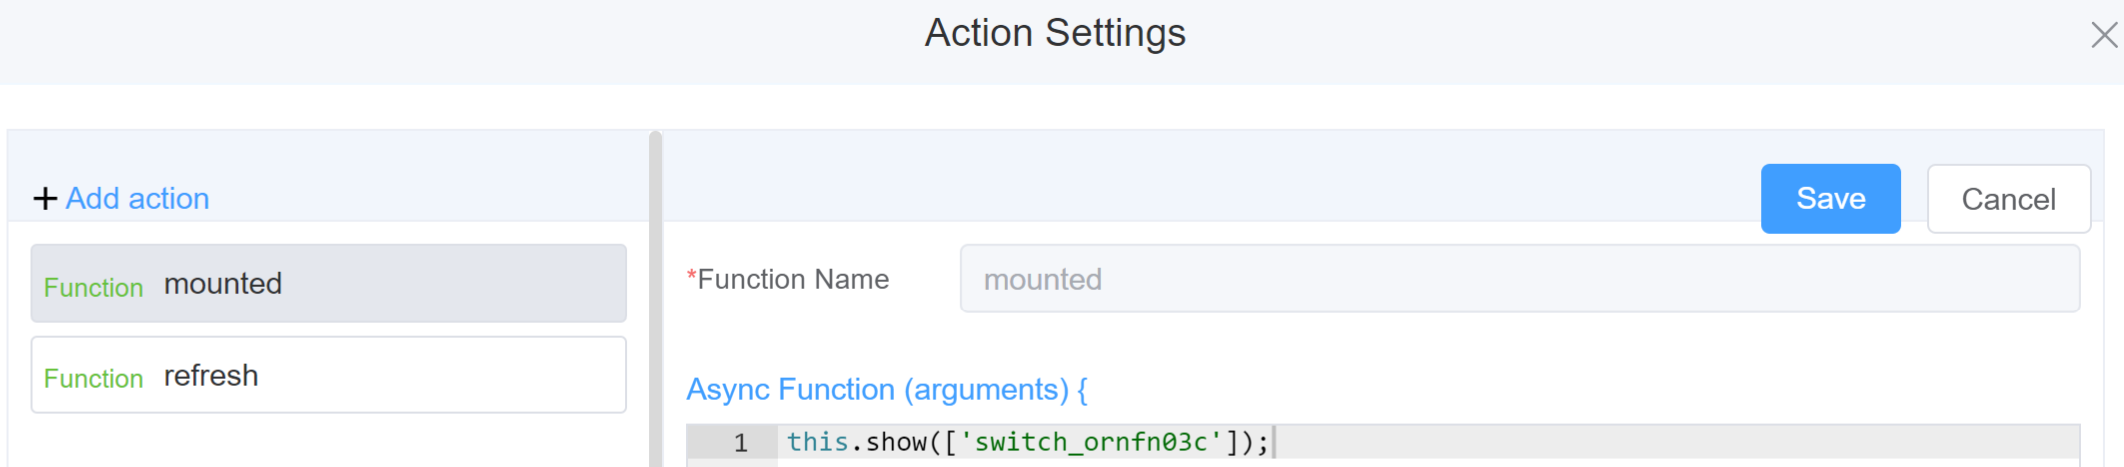 Action Settings
+ Add action
Save
Cancel
Function mounted
*Function Name
mounted
Function refresh
Async Function (arguments) {
1
this.show(['switch_ornfn03c']);